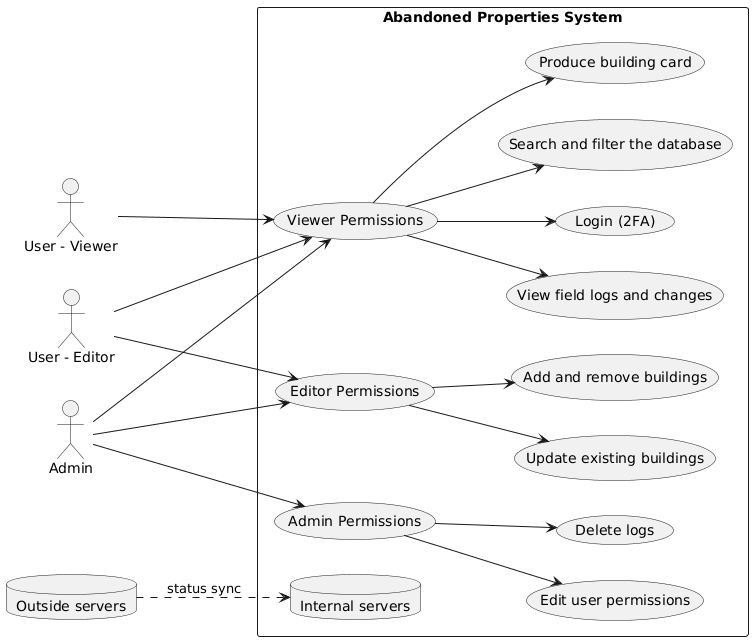 Abandoned Properties System
Produce building card
Search and filter the database
User - Viewer
Viewer Permissions
Login (2FA)
View field logs and changes
User - Editor
Editor Permissions
Add and remove buildings
Update existing buildings
Admin
Admin Permissions
Delete logs
Edit user permissions
Outside servers
status sync
Internal servers